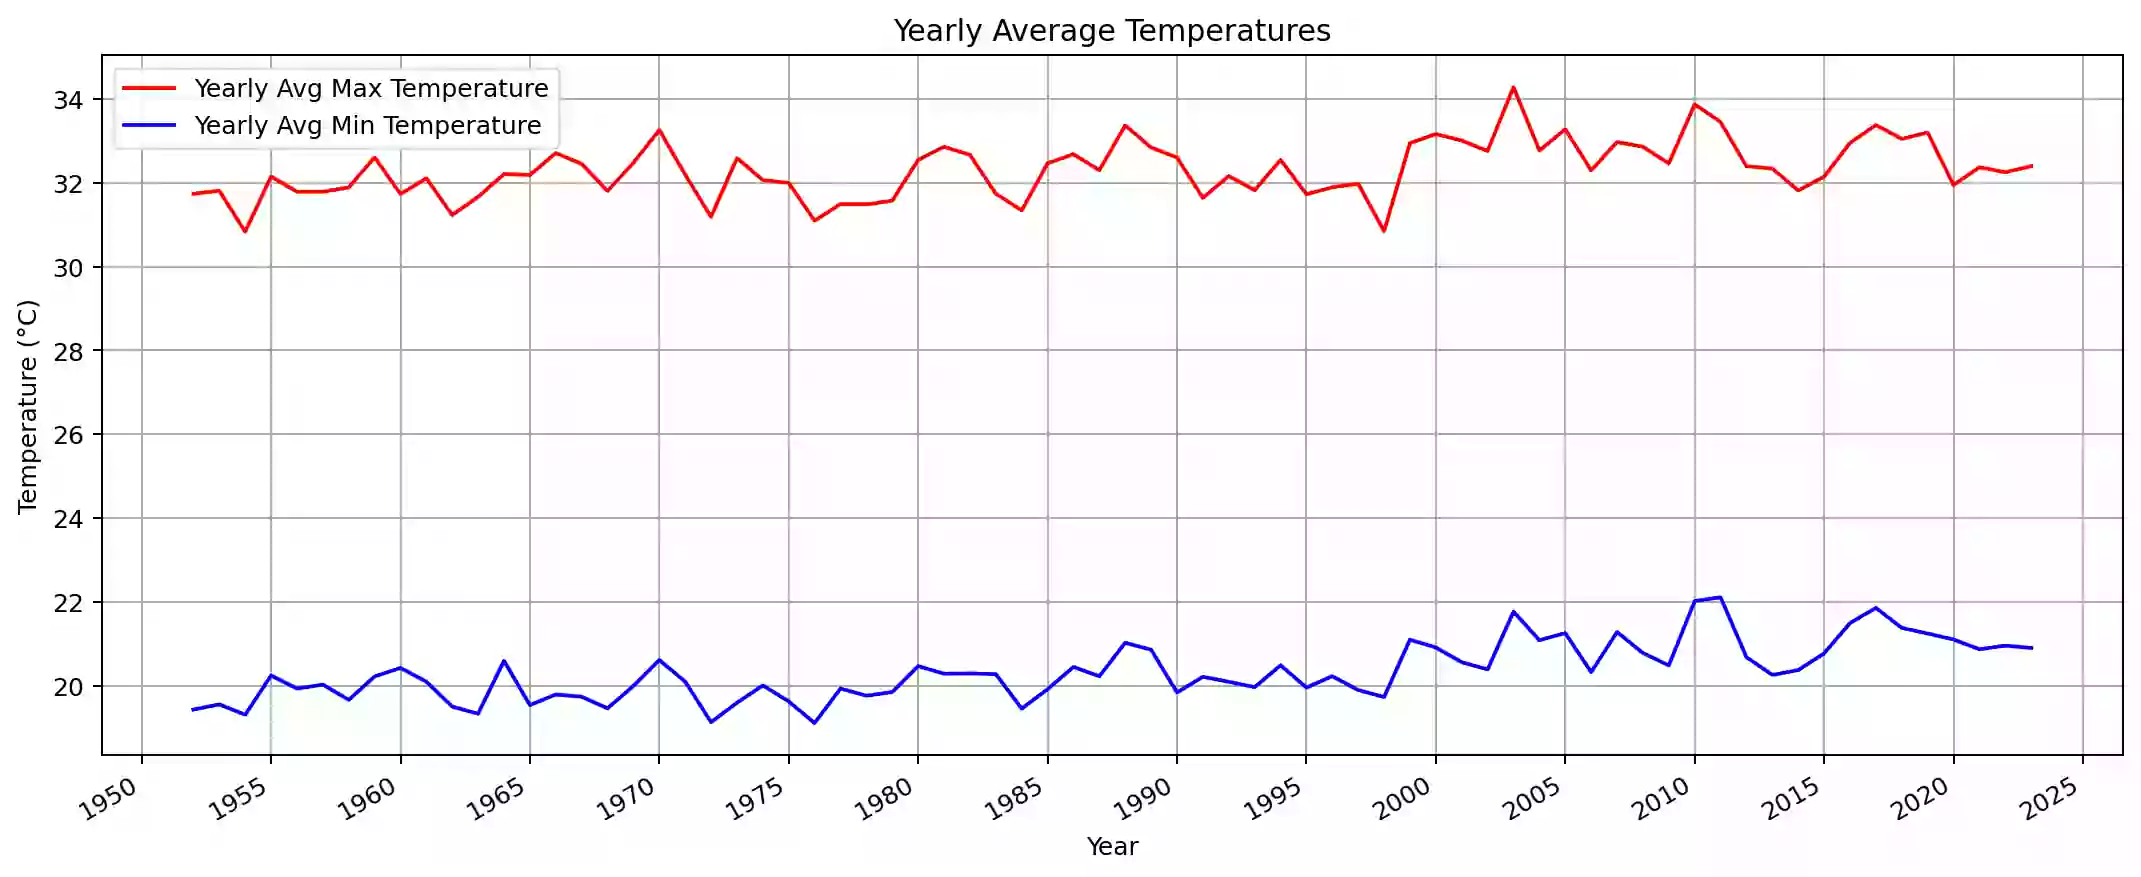 Yearly Average Temperatures
Yearly Avg Max Temperature
Yearly Avg Min Temperature
34
32
30
28
26
24
22
20
Temperature (°C)
1950 1955 1960 1965 1970 1975 1980 1985 1990 1995 2000 2005 2010 2015 2020 2025
Year